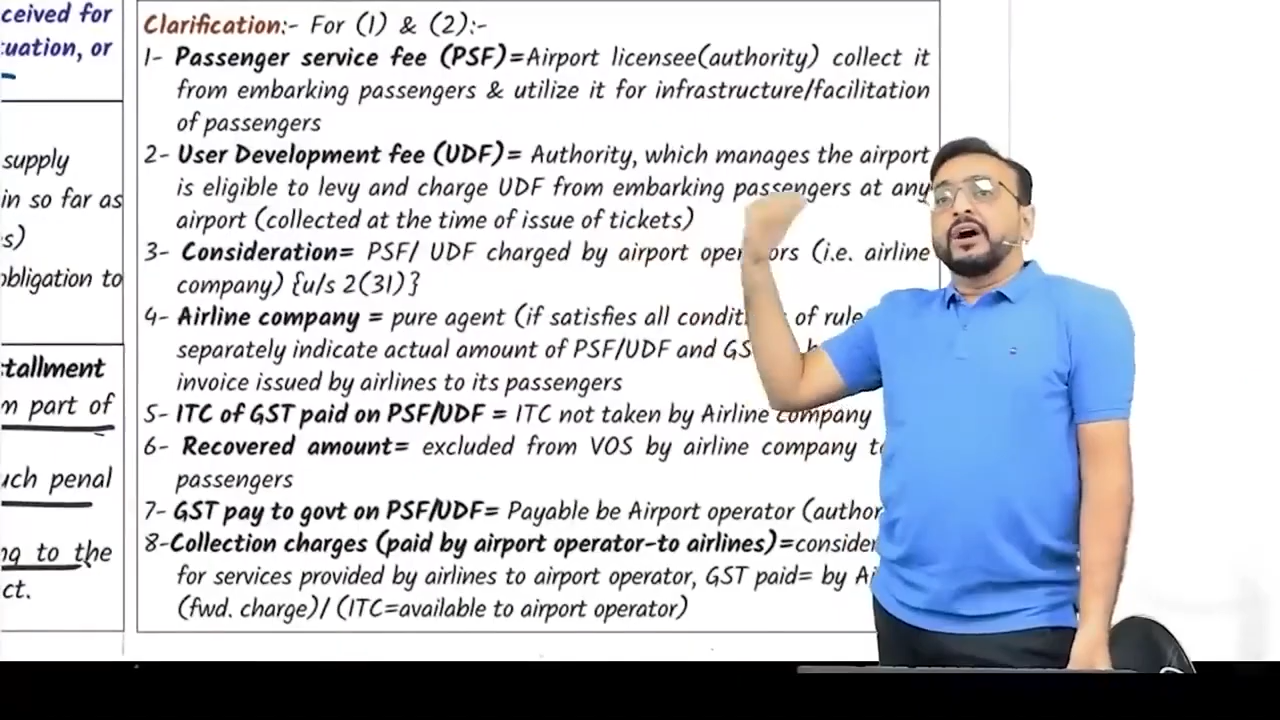 ceived for
uation, or
supply
in so far as
s)
obligation to
tallment
m part of
uch penal
ng to the
ct.
Clarification:- For (1) & (2):-
1- Passenger service fee (PSF)=Airport licensee(authority) collect it
from embarking passengers & utilize it for infrastructure/facilitation
of passengers
2- User Development fee (UDF)= Authority, which manages the airport
is eligible to levy and charge UDF from embarking passengers at any
airport (collected at the time of issue of tickets)
3- Consideration= PSF/ UDF charged by airport (i.e. airline
company) {u/s 2(31)}
4- Airline company = pure agent (if satisfies all of rule
separately indicate actual amount of PSF/UDF and
invoice issued by airlines to its passengers
5- ITC of GST paid on PSF/UDF = ITC not taken by Airline company
6- Recovered amount= excluded from VOS by airline company
passengers
7- GST pay to govt on PSF/UDF= Payable be Airport operator
8-Collection charges (paid by airport operator-to airlines)=
for services provided by airlines to airport operator, GST paid= by
(fwd. charge)/ (ITC=available to airport operator)